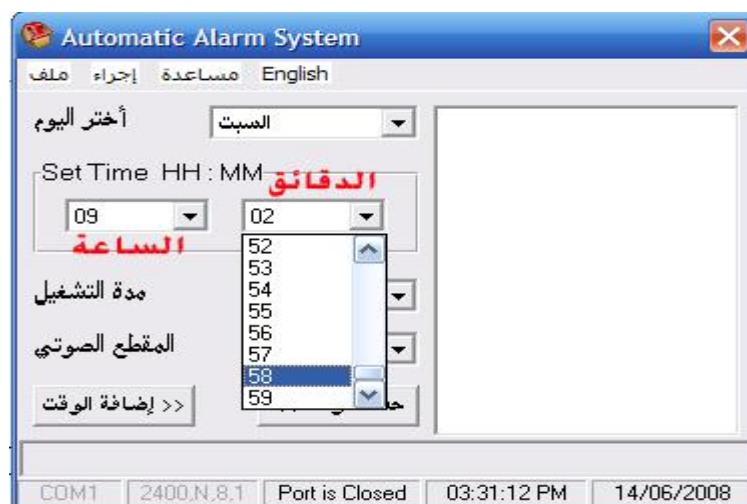 Automatic Alarm System
ملف إجراء مساعدة English
أختر اليوم السبت
Set Time HH : MM
الدقائق
09 02
الساعة
52
53
54
55
56
57
58
59
مدة التشغيل
المقطع الصوتي
>> إضافة الوقت
COM1 2400,N,8,1 Port is Closed 03:31:12 PM 14/06/2008